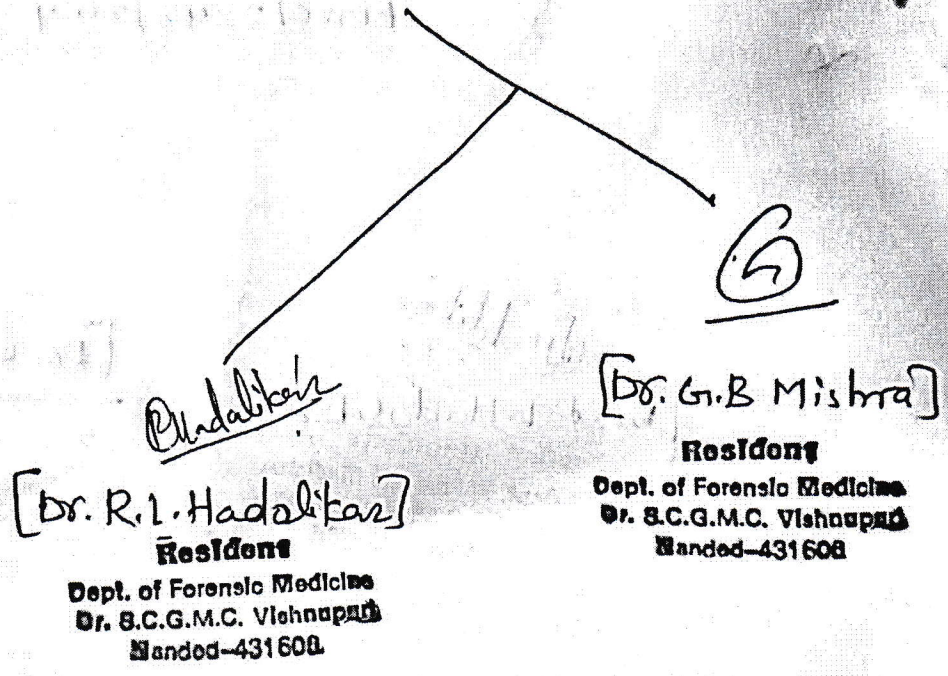 [Dr. G.B Mishra]
Resident
Dept. of Forensic Medicine
Dr. S.C.G.M.C. Vishnupuri
Nanded-431606
[Dr. R.L. Hadalikar]
Resident
Dept. of Forensic Medicine
Dr. S.C.G.M.C. Vishnupuri
Nanded-431606